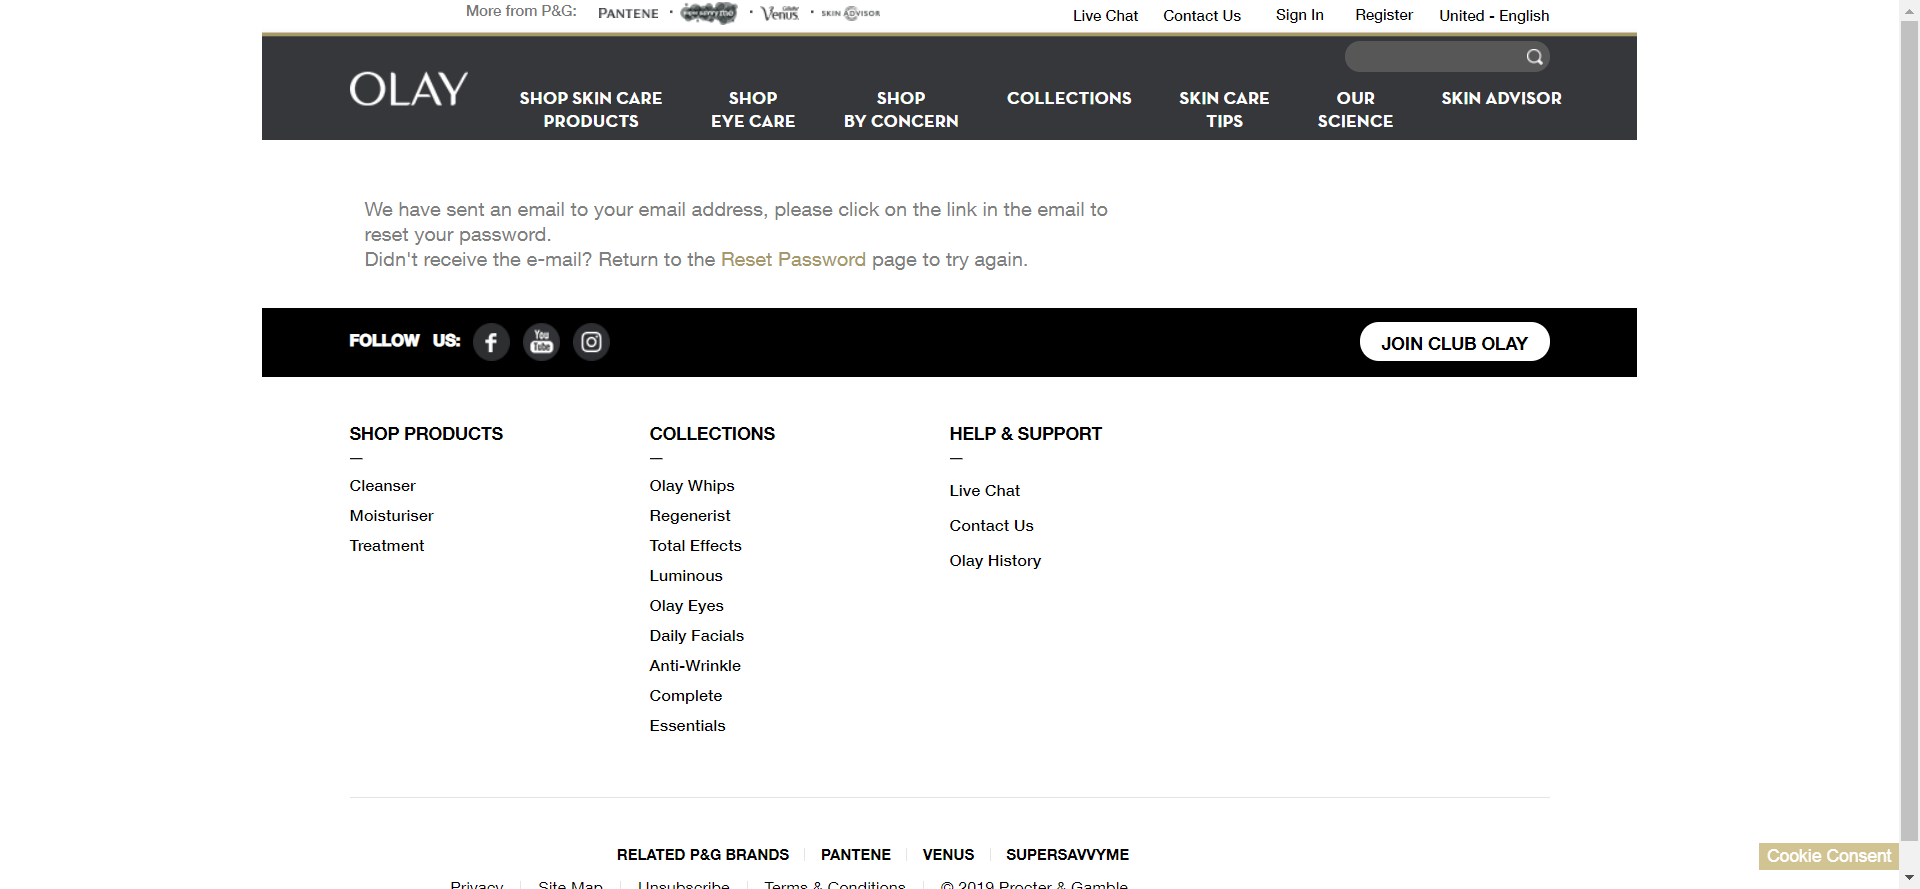 More from P&G:
PANTENE
Venus
SKIN ADVISOR
Live Chat
Contact Us
Sign In
Register
United - English
OLAY
SHOP SKIN CARE
PRODUCTS
SHOP
EYE CARE
SHOP
BY CONCERN
COLLECTIONS
SKIN CARE
TIPS
OUR
SCIENCE
SKIN ADVISOR
We have sent an email to your email address, please click on the link in the email to
reset your password.
Didn't receive the e-mail? Return to the Reset Password page to try again.
FOLLOW US:
You
Tube
JOIN CLUB OLAY
SHOP PRODUCTS
Cleanser
Moisturiser
Treatment
COLLECTIONS
Olay Whips
Regenerist
Total Effects
Luminous
Olay Eyes
Daily Facials
Anti-Wrinkle
Complete
Essentials
HELP & SUPPORT
Live Chat
Contact Us
Olay History
RELATED P&G BRANDS
PANTENE
VENUS
SUPERSAVVYME
Cookie Consent
Privacy
Site Map
Unsubscribe
Terms & Conditions
© 2019 Procter & Gamble